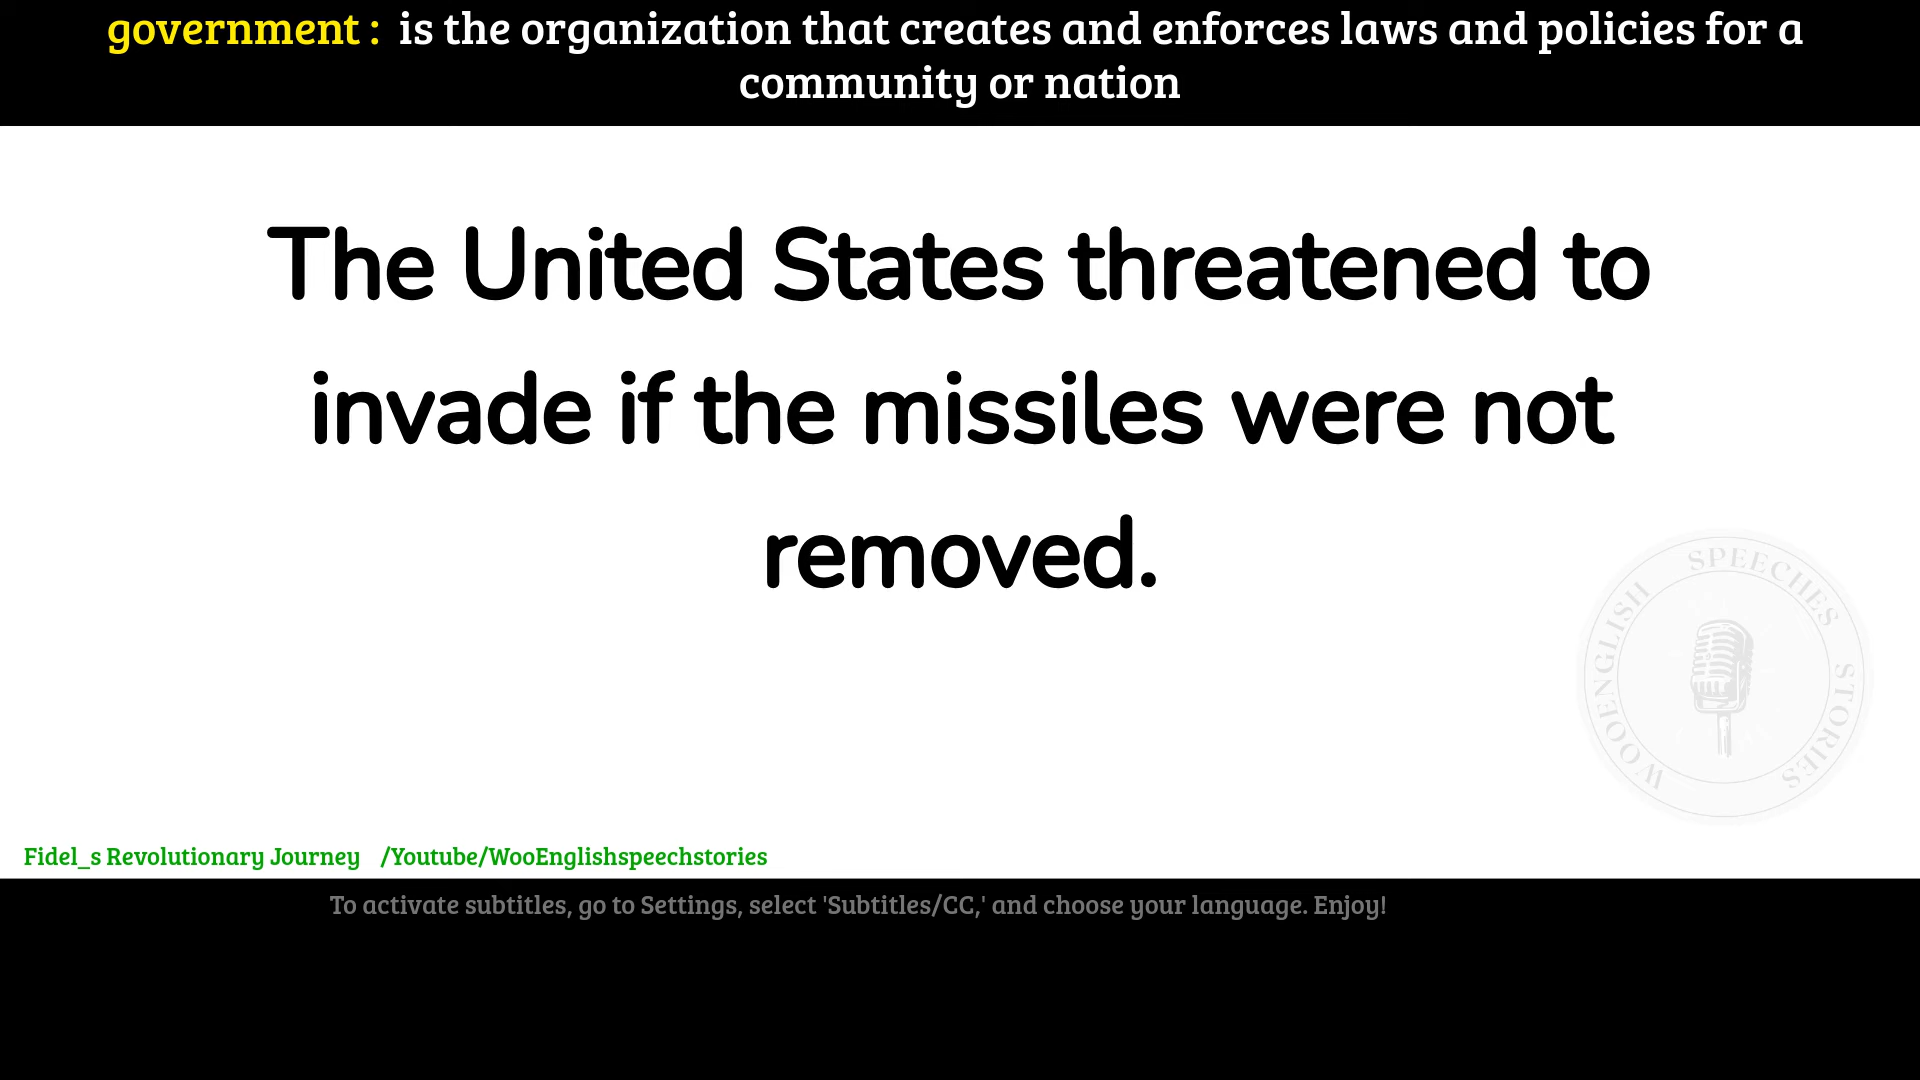 government : is the organization that creates and enforces laws and policies for a
community or nation
The United States threatened to
invade if the missiles were not
removed.
WOOENGLISH SPEECHES STORIES
Fidel_s Revolutionary Journey /Youtube/WooEnglishspeechstories
To activate subtitles, go to Settings, select 'Subtitles/CC,' and choose your language. Enjoy!